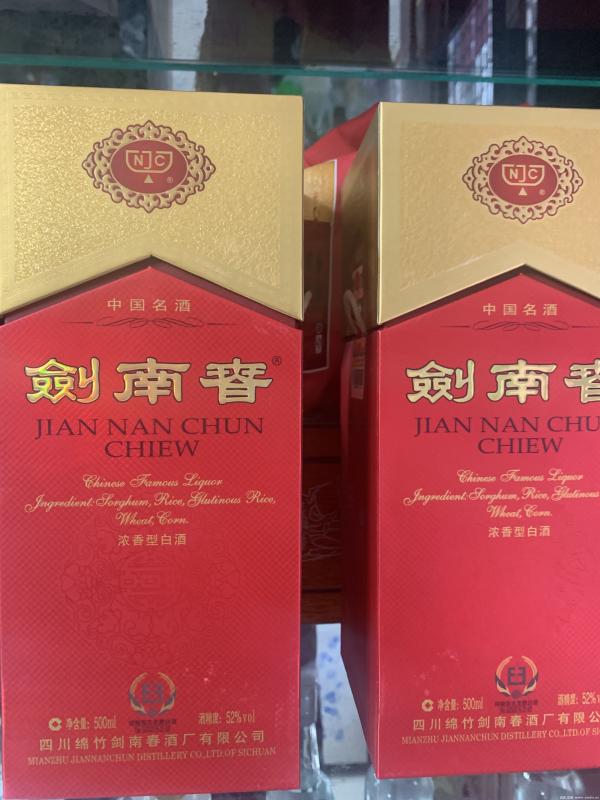 NJC
®
中国名酒
劍南春®
JIAN NAN CHUN
CHIEW
Chinese Famous Liquor
Ingredient:Sorghum, Rice, Glutinous Rice,
Wheat, Corn.
浓香型白酒
净含量: 500ml 酒精度: 52%vol
四川绵竹剑南春酒厂有限公司
MIANZHU JIANNANCHUN DISTILLERY CO.,LTD.OF SICHUAN
NJC
®
中国名酒
劍南春
JIAN NAN CHU
CHIEW
Chinese Famous Liquor
Ingredient:Sorghum, Rice, Glutinous
Wheat, Corn.
浓香型白酒
净含量: 500ml 酒精度: 52%v
四川绵竹剑南春酒厂有限公司
MIANZHU JIANNANCHUN DISTILLERY CO.,LTD.OF SICHUAN